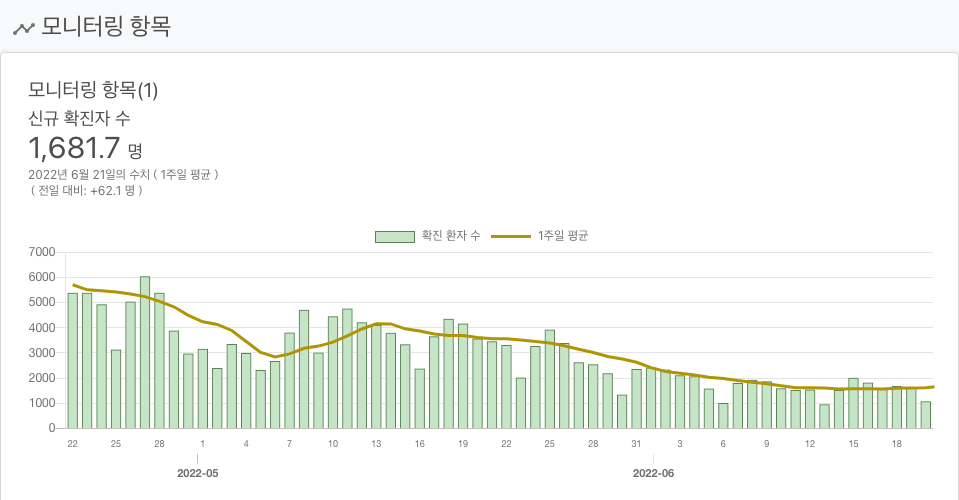 모니터링 항목
모니터링 항목(1)
신규 확진자 수
1,681.7 명
2022년 6월 21일의 수치 ( 1주일 평균 )
( 전일 대비: +62.1 명 )
확진 환자 수 1주일 평균
7000
6000
5000
4000
3000
2000
1000
0
22 25 28 1 4 7 10 13 16 19 22 25 28 31 3 6 9 12 15 18
2022-05 2022-06